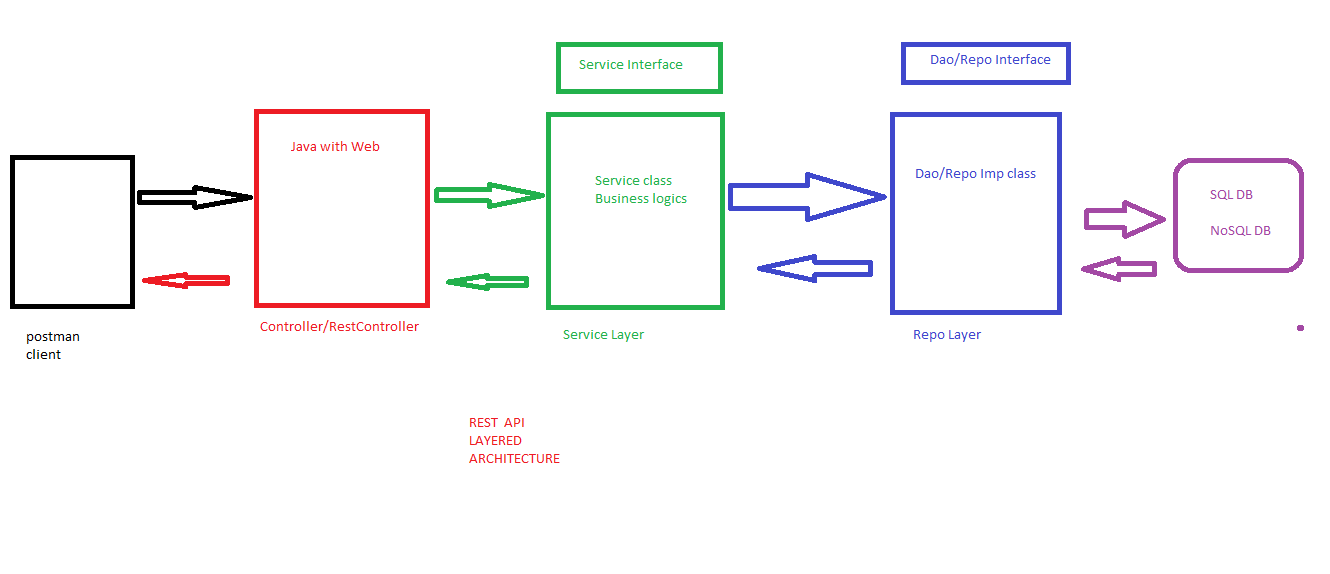 Service Interface
Dao/Repo Interface
Java with Web
Service class
Business logics
Dao/Repo Imp class
SQL DB
NoSQL DB
postman
client
Controller/RestController
Service Layer
Repo Layer
REST  API
LAYERED
ARCHITECTURE